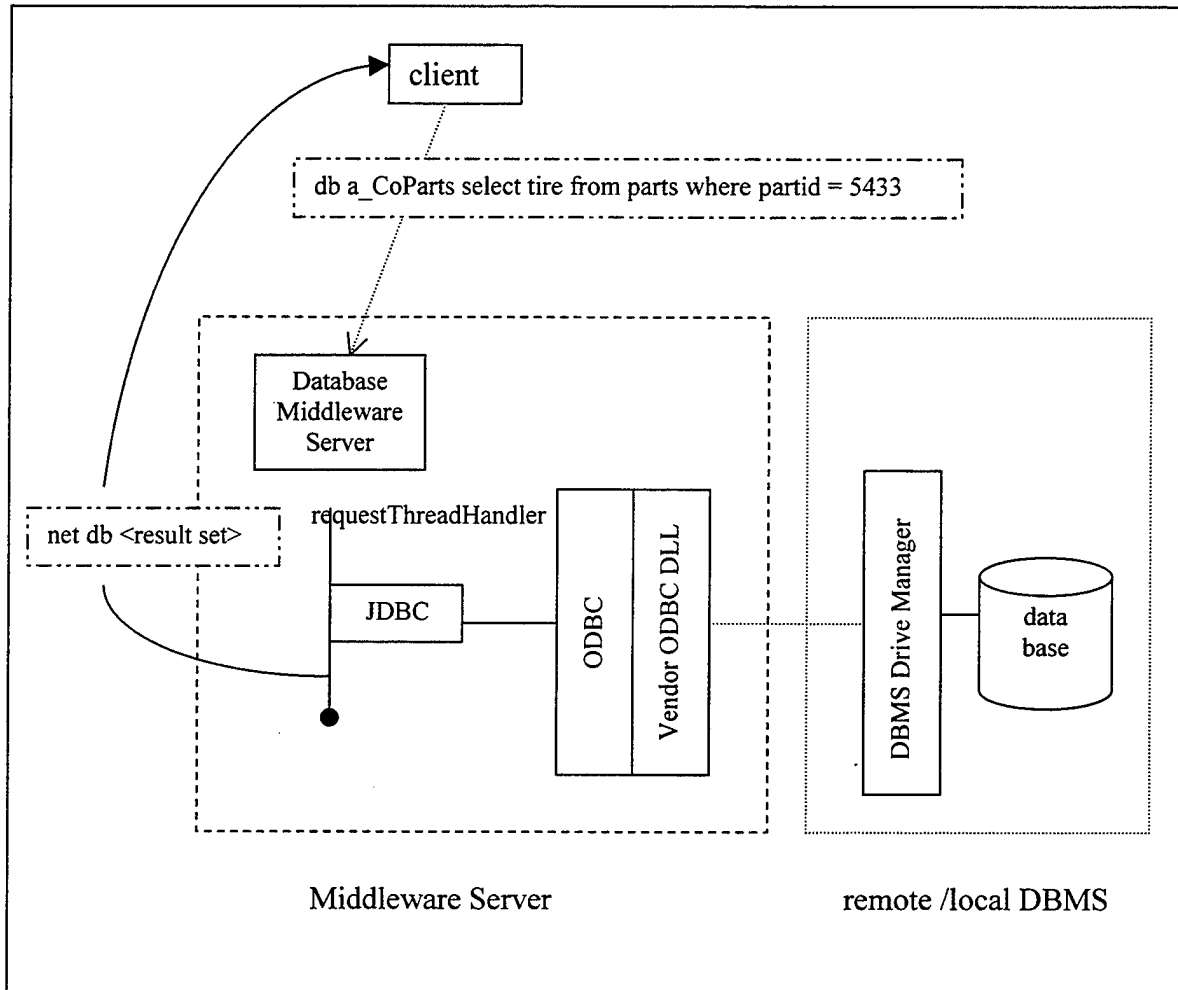 client
db a_CoParts select tire from parts where partid = 5433
Database
Middleware
Server
net db <result set>
requestThreadHandler
JDBC
ODBC
Vendor ODBC DLL
DBMS Drive Manager
data
base
Middleware Server
remote /local DBMS